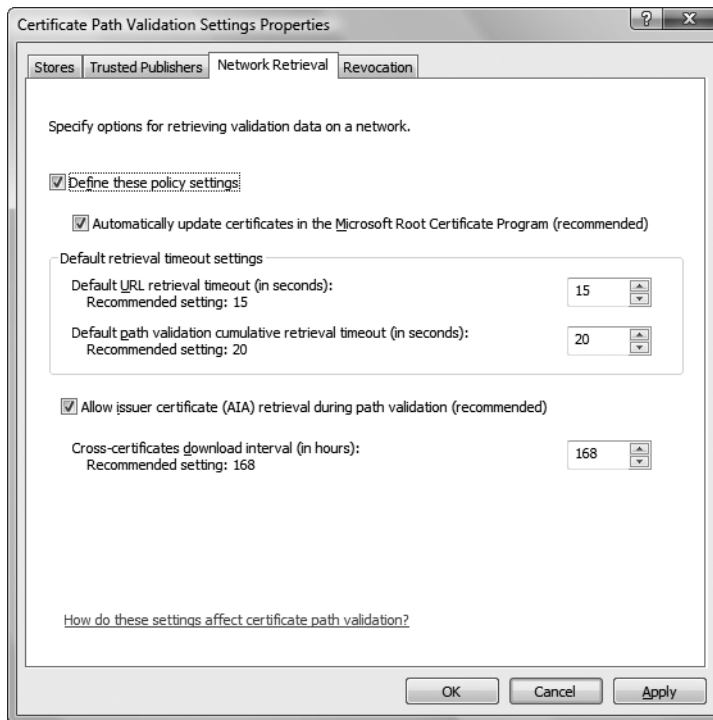 Certificate Path Validation Settings Properties
Stores Trusted Publishers Network Retrieval Revocation
Specify options for retrieving validation data on a network.
Define these policy settings
Automatically update certificates in the Microsoft Root Certificate Program (recommended)
Default retrieval timeout settings
Default URL retrieval timeout (in seconds): 15
Recommended setting: 15
Default path validation cumulative retrieval timeout (in seconds): 20
Recommended setting: 20
Allow issuer certificate (AIA) retrieval during path validation (recommended)
Cross-certificates download interval (in hours): 168
Recommended setting: 168
How do these settings affect certificate path validation?
OK Cancel Apply